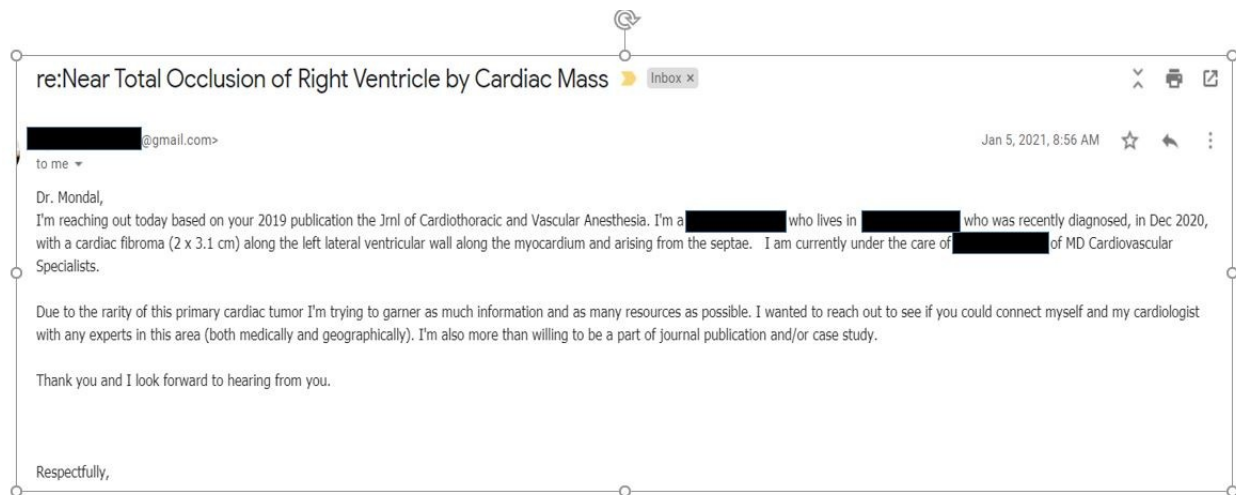 re:Near Total Occlusion of Right Ventricle by Cardiac Mass Inbox x
@gmail.com> Jan 5, 2021, 8:56 AM
to me
Dr. Mondal,
I'm reaching out today based on your 2019 publication the Jrnl of Cardiothoracic and Vascular Anesthesia. I'm a who lives in who was recently diagnosed, in Dec 2020,
with a cardiac fibroma (2 x 3.1 cm) along the left lateral ventricular wall along the myocardium and arising from the septae. I am currently under the care of of MD Cardiovascular
Specialists.
Due to the rarity of this primary cardiac tumor I'm trying to garner as much information and as many resources as possible. I wanted to reach out to see if you could connect myself and my cardiologist
with any experts in this area (both medically and geographically). I'm also more than willing to be a part of journal publication and/or case study.
Thank you and I look forward to hearing from you.
Respectfully,